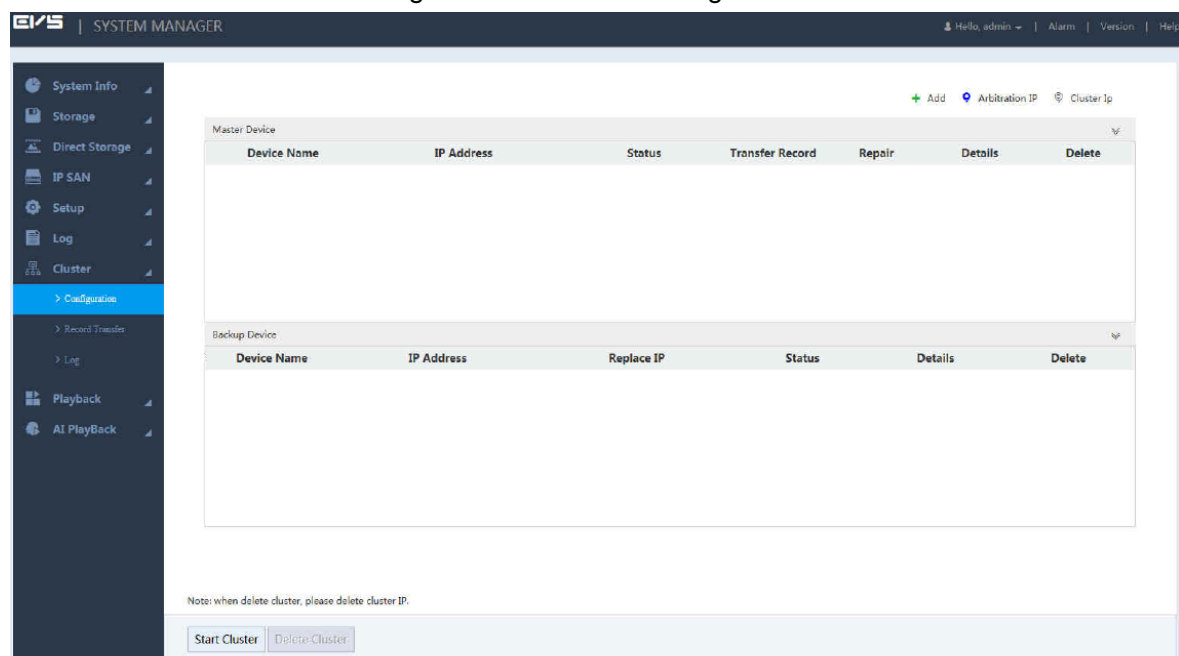 EVS | SYSTEM MANAGER
Hello, admin | Alarm | Version | Help
System Info
Storage
Direct Storage
IP SAN
Setup
Log
Cluster
> Configuration
> Record Transfer
> Log
Playback
AI PlayBack
+ Add Arbitration IP Cluster Ip
Master Device
Device Name IP Address Status Transfer Record Repair Details Delete
Backup Device
Device Name IP Address Replace IP Status Details Delete
Note: when delete cluster, please delete cluster IP.
Start Cluster Delete Cluster